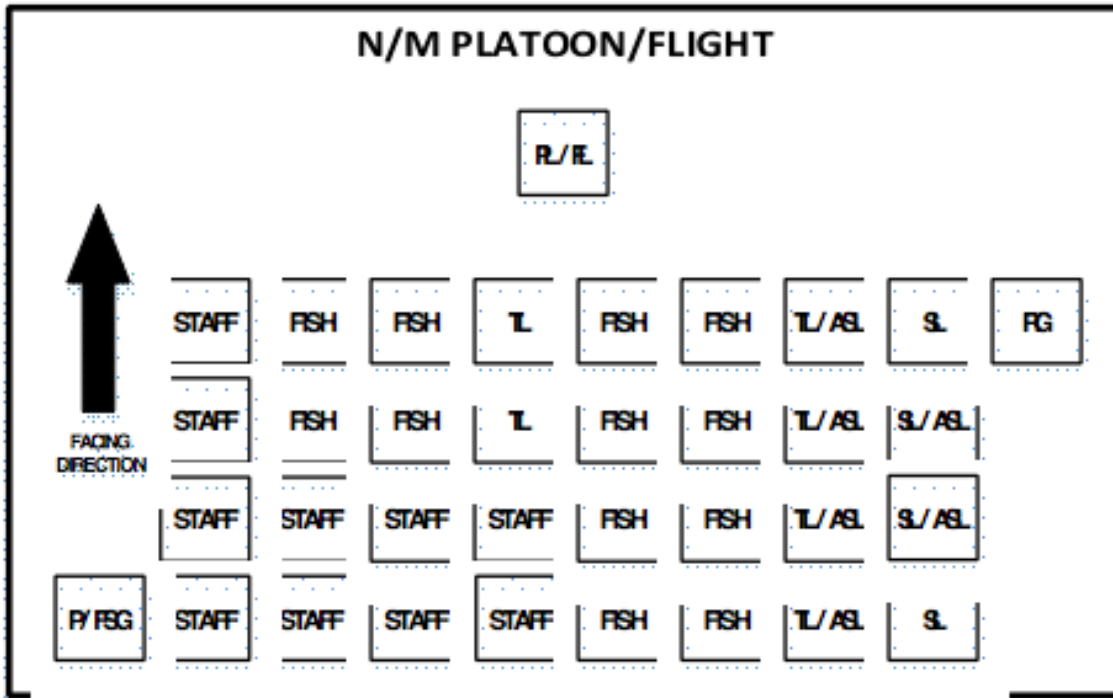 N/M PLATOON/FLIGHT
PL/FL
STAFF FISH FISH TL FISH FISH TL/ASL SL PG
STAFF FISH FISH TL FISH FISH TL/ASL SL/ASL
FACING
DIRECTION
STAFF STAFF STAFF STAFF FISH FISH TL/ASL SL/ASL
P/FSG STAFF STAFF STAFF STAFF FISH FISH TL/ASL SL